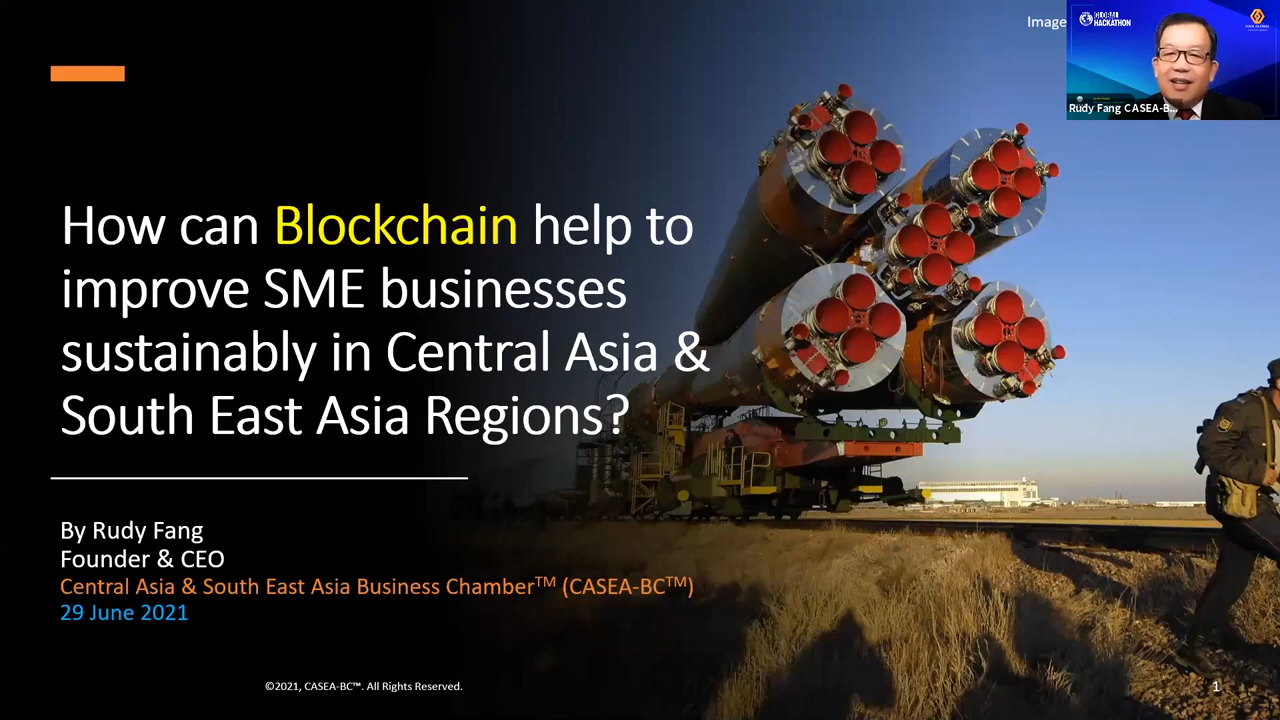 Image
GLOBAL
HACKATHON
Rudy Fang CASEA-B...
How can Blockchain help to
improve SME businesses
sustainably in Central Asia &
South East Asia Regions?
By Rudy Fang
Founder & CEO
Central Asia & South East Asia Business Chamber™ (CASEA-BC™)
29 June 2021
©2021, CASEA-BC™. All Rights Reserved.
1